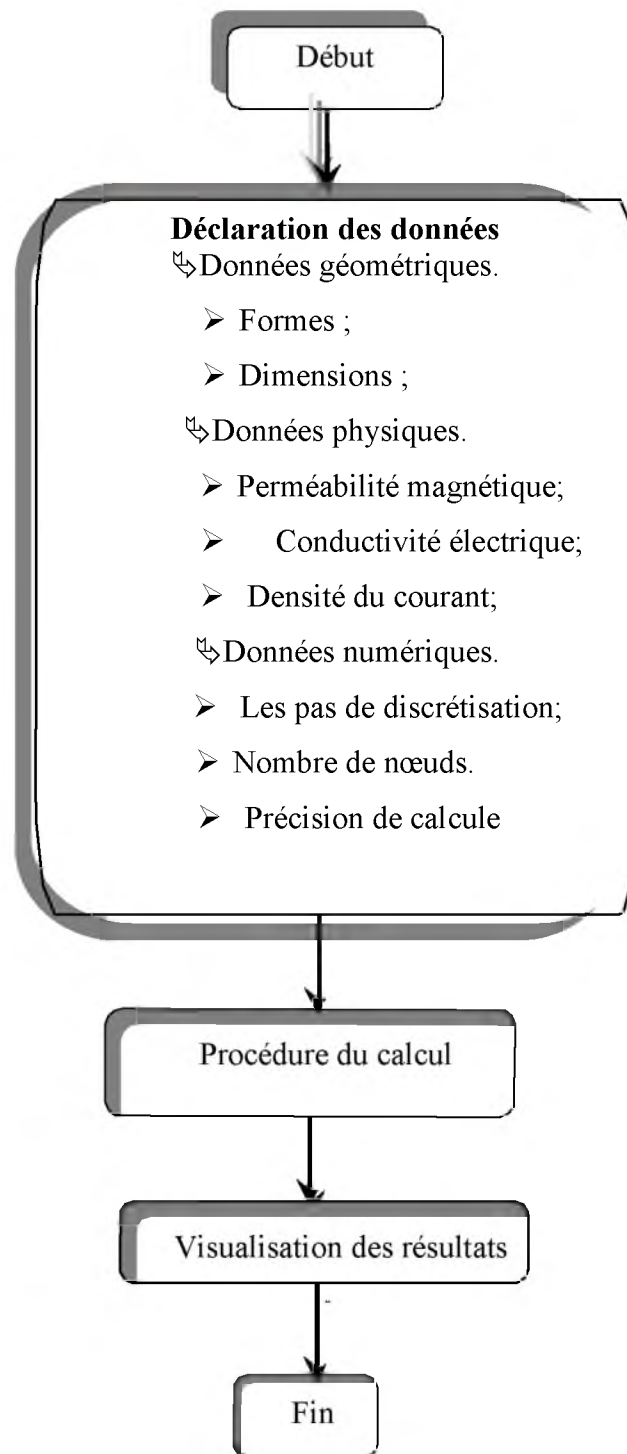 Début
Déclaration des données
Données géométriques.
Formes ;
Dimensions ;
Données physiques.
Perméabilité magnétique;
Conductivité électrique;
Densité du courant;
Données numériques.
Les pas de discrétisation;
Nombre de nœuds.
Précision de calcule
Procédure du calcul
Visualisation des résultats
Fin